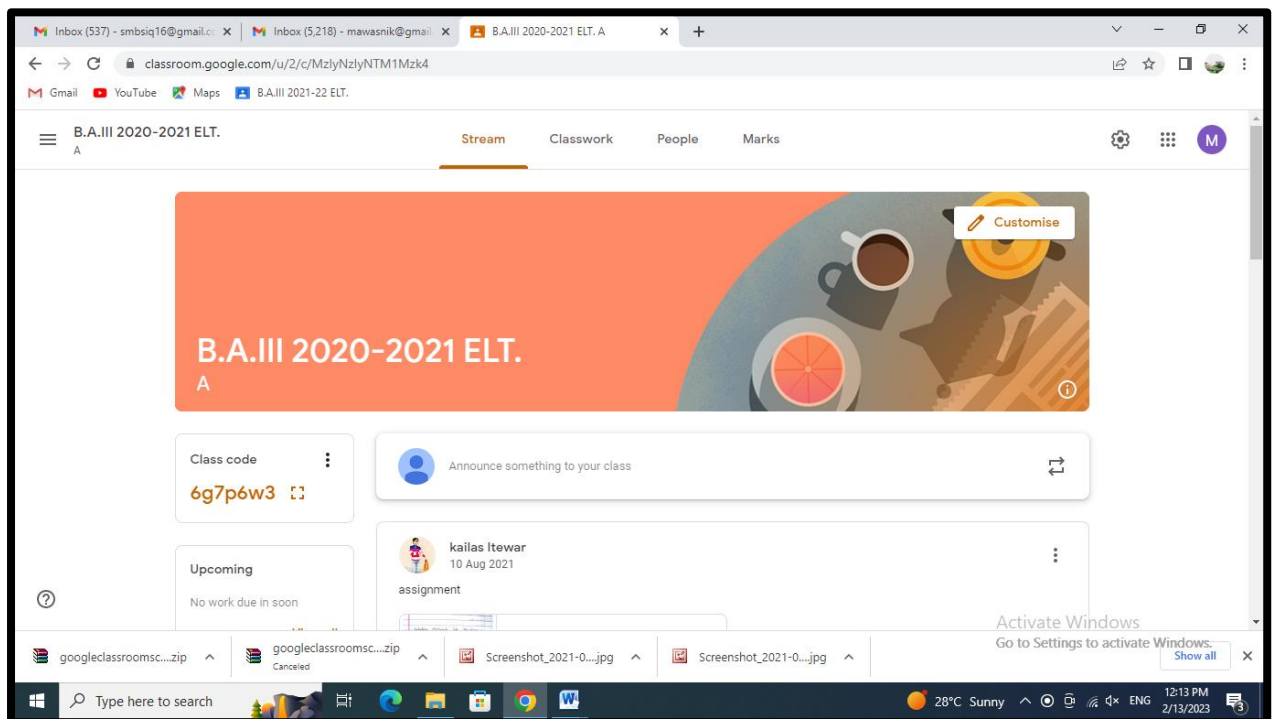 Inbox (537) - smbsiq16@gmail.c
Inbox (5,218) - mawasnik@gmail
B.A.III 2020-2021 ELT. A
classroom.google.com/u/2/c/MzIyNzIyNTM1Mzk4
Gmail
YouTube
Maps
B.A.III 2021-22 ELT.
B.A.III 2020-2021 ELT.
A
Stream
Classwork
People
Marks
M
Customise
B.A.III 2020-2021 ELT.
A
Class code
6g7p6w3
Announce something to your class
Upcoming
No work due in soon
kailas Itewar
10 Aug 2021
assignment
Activate Windows
Go to Settings to activate Windows.
googleclassroomsc....zip
googleclassroomsc....zip
Canceled
Screenshot_2021-0....jpg
Screenshot_2021-0....jpg
Show all
Type here to search
28°C Sunny
ENG
12:13 PM
2/13/2023
3